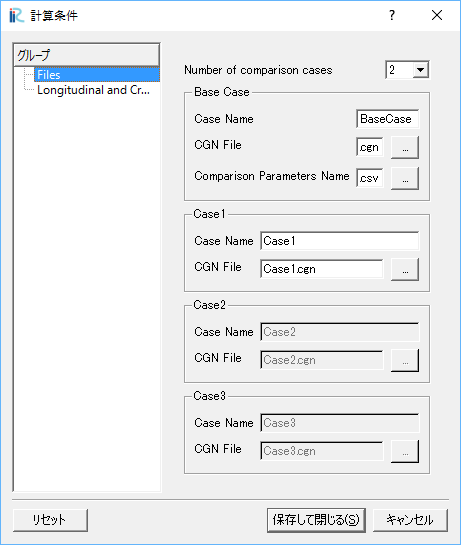 iR 計算条件 ? ×
グループ
Files
Longitudinal and Cr...
Number of comparison cases 2
Base Case
Case Name BaseCase
CGN File .cgn ...
Comparison Parameters Name .csv ...
Case1
Case Name Case1
CGN File Case1.cgn ...
Case2
Case Name Case2
CGN File Case2.cgn ...
Case3
Case Name Case3
CGN File Case3.cgn ...
リセット 保存して閉じる(S) キャンセル